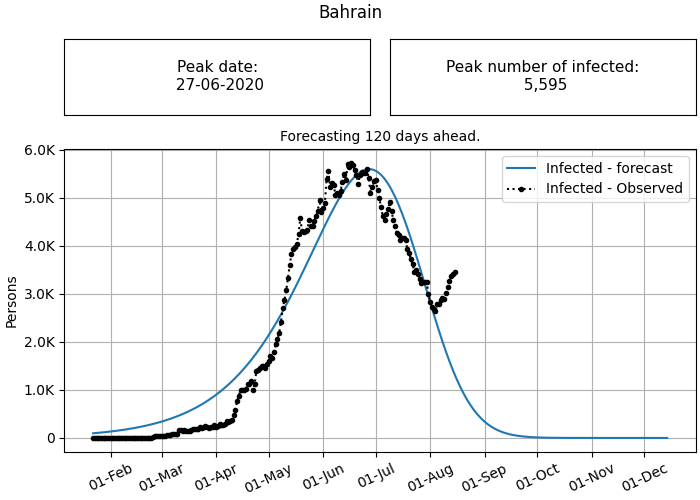 Bahrain
Peak date:
27-06-2020
Peak number of infected:
5,595
Forecasting 120 days ahead.
6.0K
5.0K
4.0K
3.0K
2.0K
1.0K
0
Persons
Infected - forecast
Infected - Observed
01-Feb
01-Mar
01-Apr
01-May
01-Jun
01-Jul
01-Aug
01-Sep
01-Oct
01-Nov
01-Dec